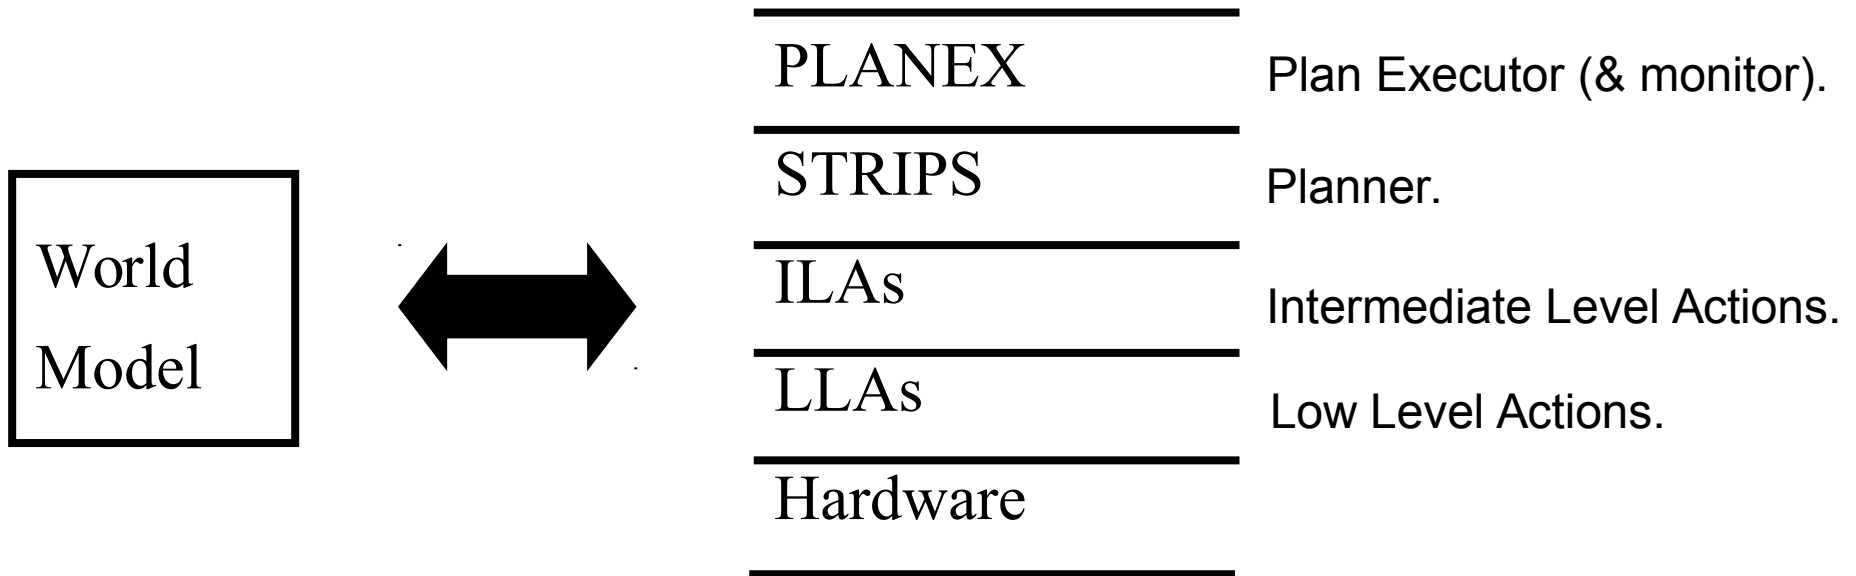 PLANEX
Plan Executor (& monitor).
STRIPS
Planner.
World
Model
ILAs
Intermediate Level Actions.
LLAs
Low Level Actions.
Hardware